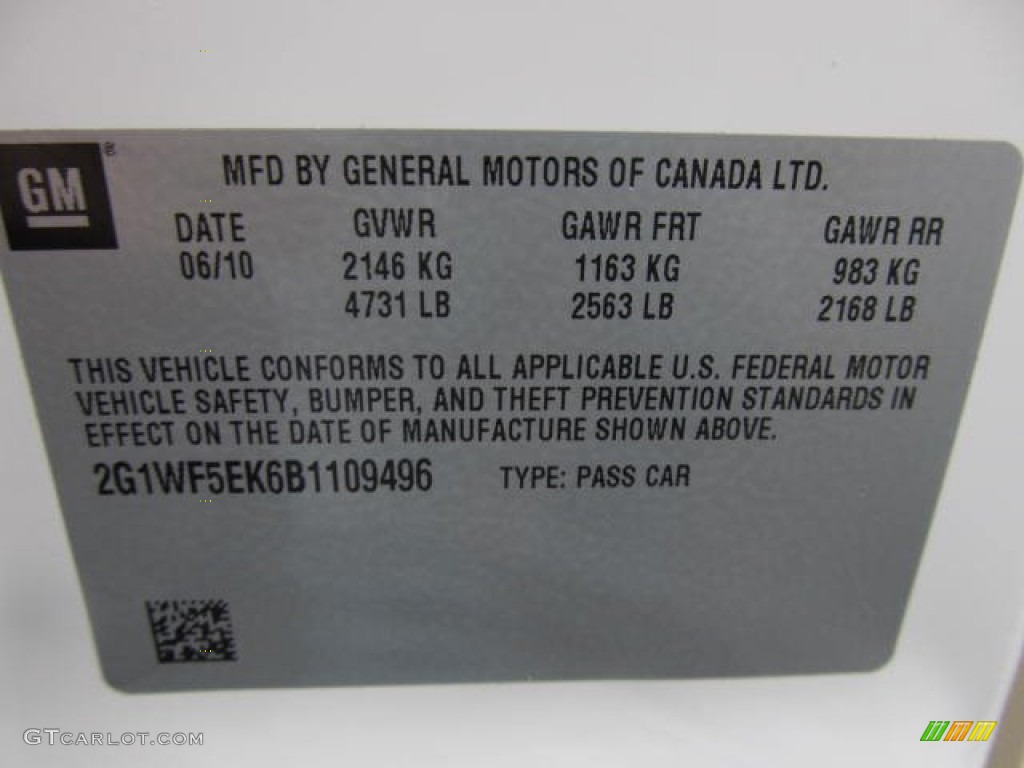 GM ®
MFD BY GENERAL MOTORS OF CANADA LTD.
DATE GVWR GAWR FRT GAWR RR
06/10 2146 KG 1163 KG 983 KG
4731 LB 2563 LB 2168 LB
THIS VEHICLE CONFORMS TO ALL APPLICABLE U.S. FEDERAL MOTOR
VEHICLE SAFETY, BUMPER, AND THEFT PREVENTION STANDARDS IN
EFFECT ON THE DATE OF MANUFACTURE SHOWN ABOVE.
2G1WF5EK6B1109496 TYPE: PASS CAR
GTCARLOT.COM